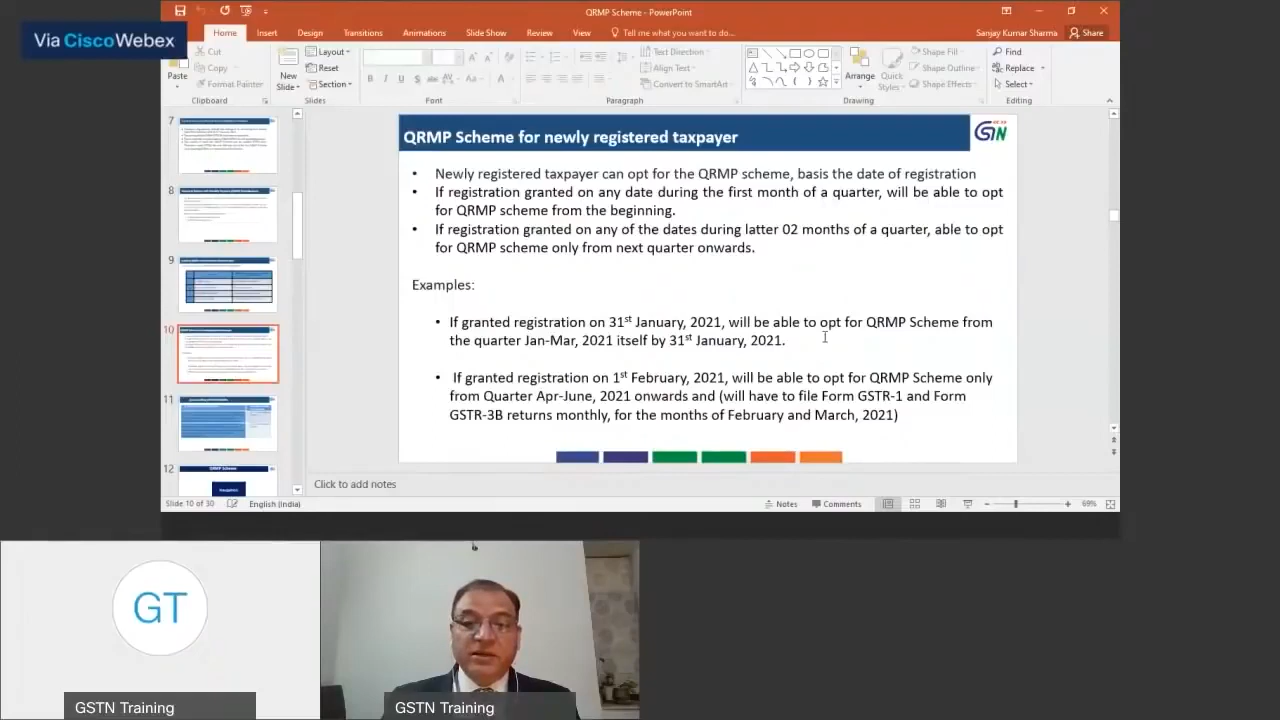 QRMP Scheme - PowerPoint
Via Cisco Webex
Home Insert Design Transitions Animations Slide Show Review View Tell me what you want to do... Sanjay Kumar Sharma Share
Cut
Copy
Format Painter
Paste
Clipboard
New Slide
Layout
Reset
Section
Slides
Font
Text Direction
Align Text
Convert to SmartArt
Paragraph
Arrange
Quick Styles
Shape Fill
Shape Outline
Shape Effects
Drawing
Find
Replace
Select
Editing
7
8
9
10
11
12
QRMP Scheme
QRMP Scheme for newly registered taxpayer
• Newly registered taxpayer can opt for the QRMP scheme, basis the date of registration
• If registration granted on any date during the first month of a quarter, will be able to opt
for QRMP scheme from the beginning.
• If registration granted on any of the dates during latter 02 months of a quarter, able to opt
for QRMP scheme only from next quarter onwards.
Examples:
• If granted registration on 31st January, 2021, will be able to opt for QRMP Scheme from
the quarter Jan-Mar, 2021 itself by 31st January, 2021.
• If granted registration on 1st February, 2021, will be able to opt for QRMP Scheme only
from Quarter Apr-June, 2021 onwards and (will have to file Form GSTR-1 and Form
GSTR-3B returns monthly, for the months of February and March, 2021)
Click to add notes
Slide 10 of 30 English (India) Notes Comments 69%
GT
GSTN Training
GSTN Training